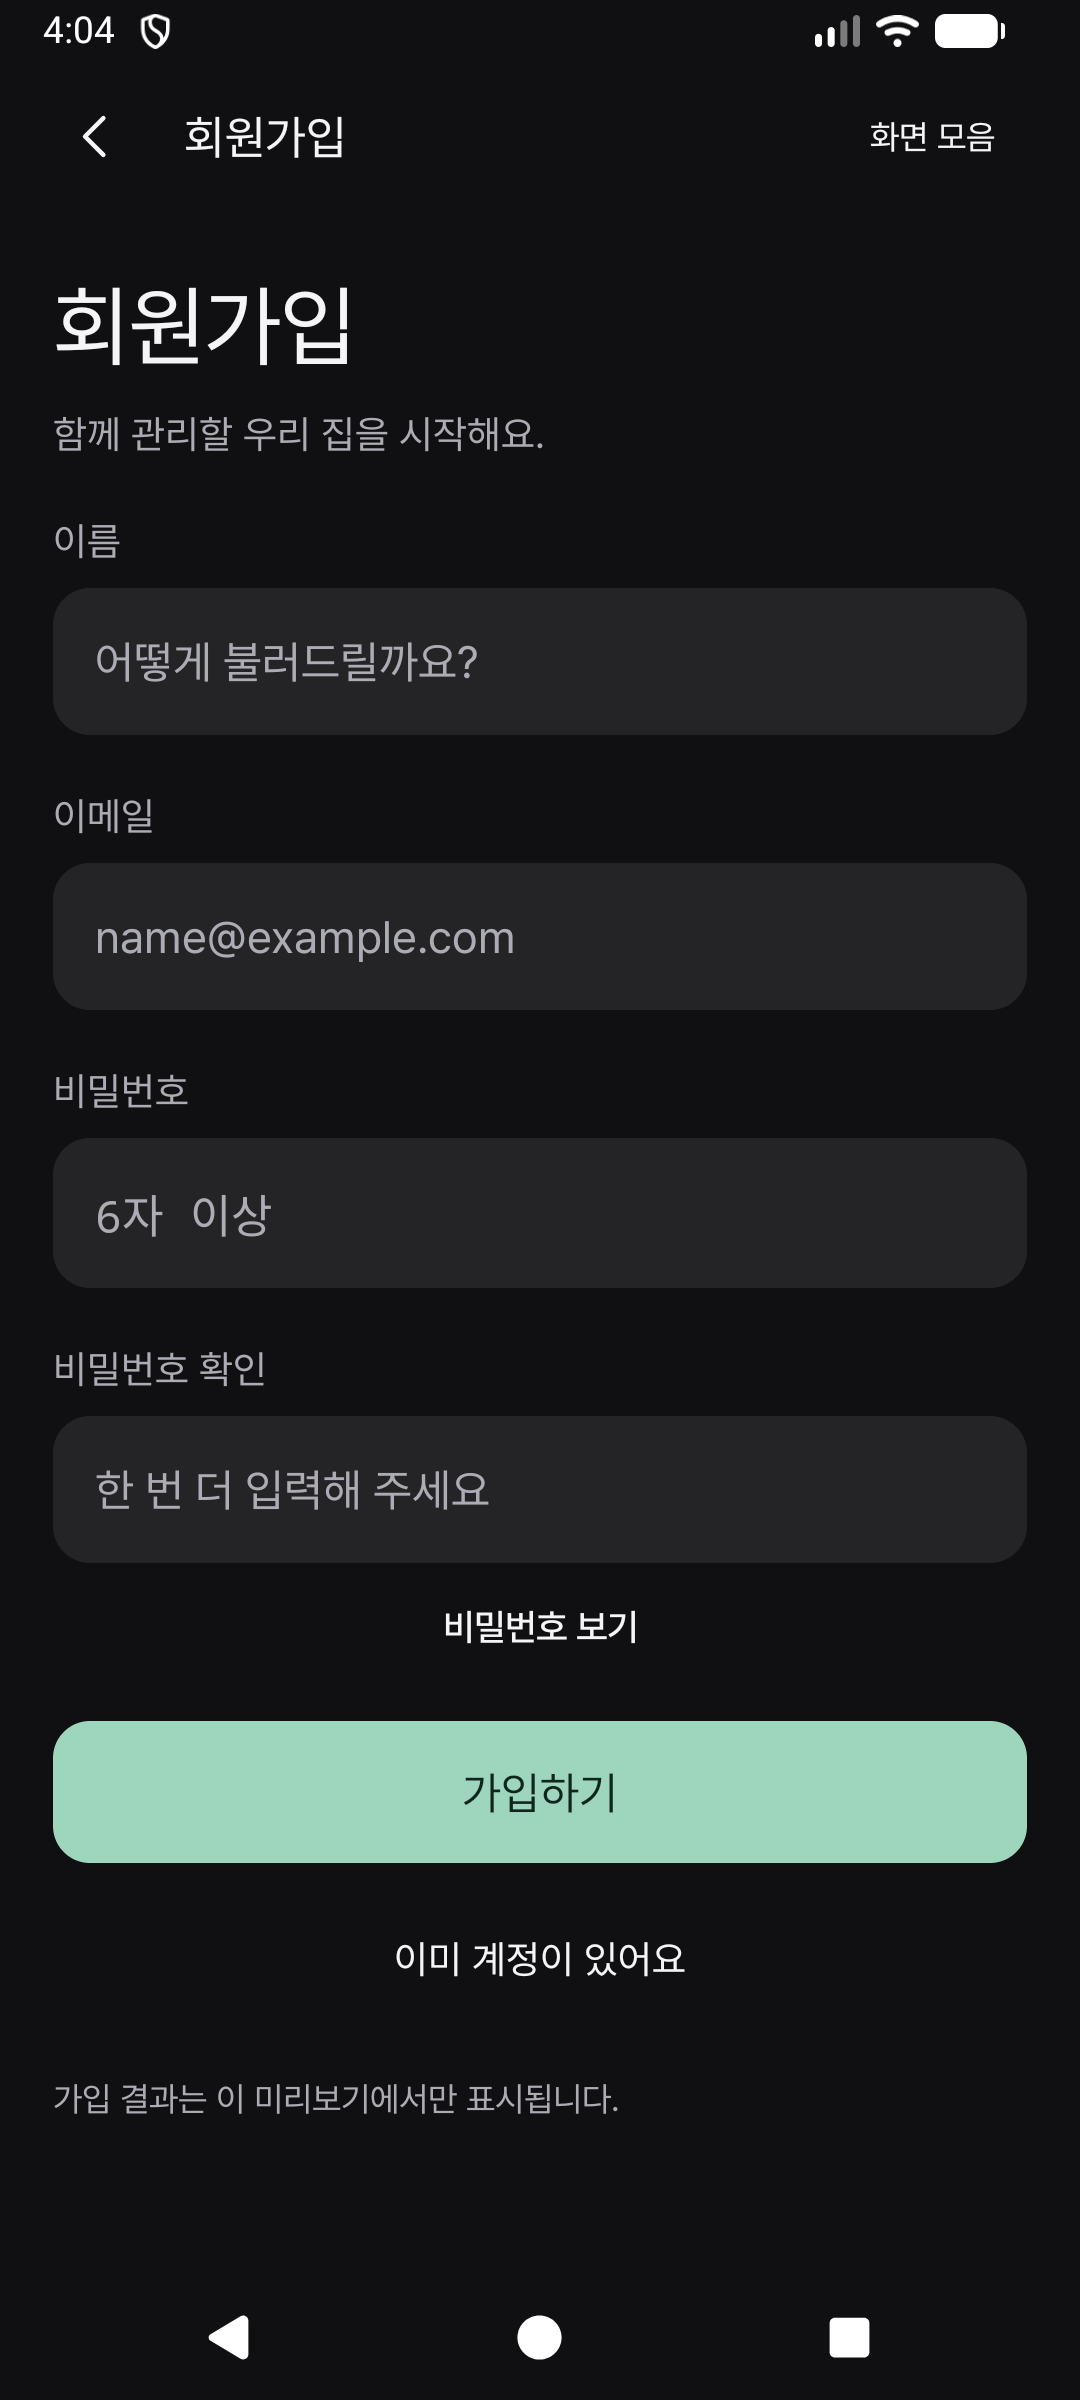 4:04
회원가입
화면 모음
회원가입
함께 관리할 우리 집을 시작해요.
이름
어떻게 불러드릴까요?
이메일
name@example.com
비밀번호
6자 이상
비밀번호 확인
한 번 더 입력해 주세요
비밀번호 보기
가입하기
이미 계정이 있어요
가입 결과는 이 미리보기에서만 표시됩니다.